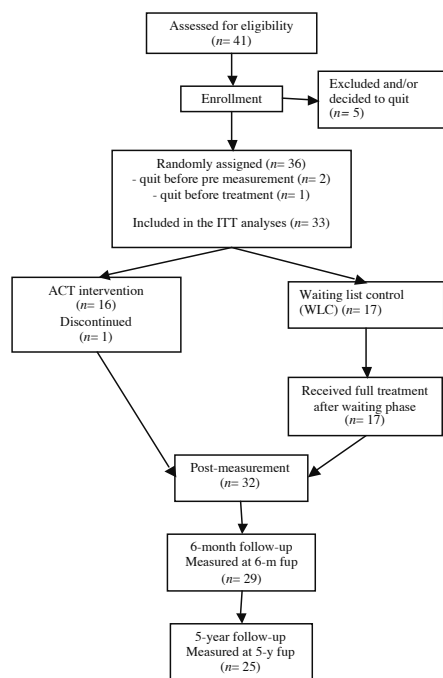 Assessed for eligibility
(n= 41)
Enrollment
Excluded and/or
decided to quit
(n= 5)
Randomly assigned (n= 36)
- quit before pre measurement (n= 2)
- quit before treatment (n= 1)
Included in the ITT analyses (n= 33)
ACT intervention
(n= 16)
Discontinued
(n= 1)
Waiting list control
(WLC) (n= 17)
Received full treatment
after waiting phase
(n= 17)
Post-measurement
(n= 32)
6-month follow-up
Measured at 6-m fup
(n= 29)
5-year follow-up
Measured at 5-y fup
(n= 25)